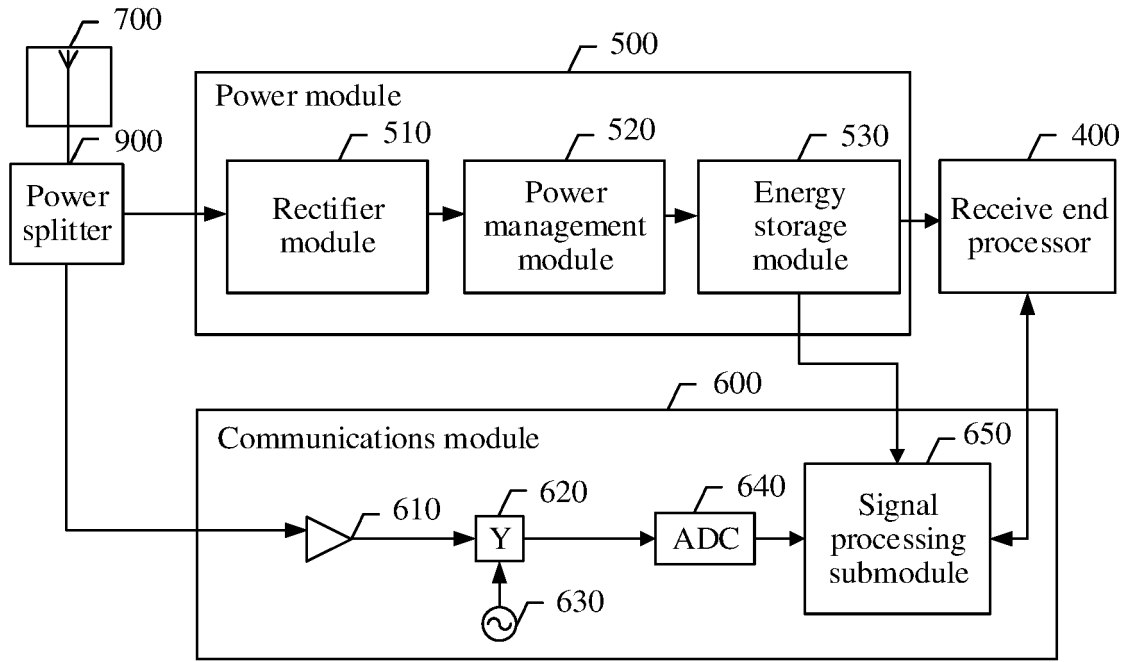 700
500
Power module
900
510
520
530
400
Power
splitter
Rectifier
module
Power
management
module
Energy
storage
module
Receive end
processor
600
Communications module
650
610
620
640
Y
ADC
Signal
processing
submodule
630